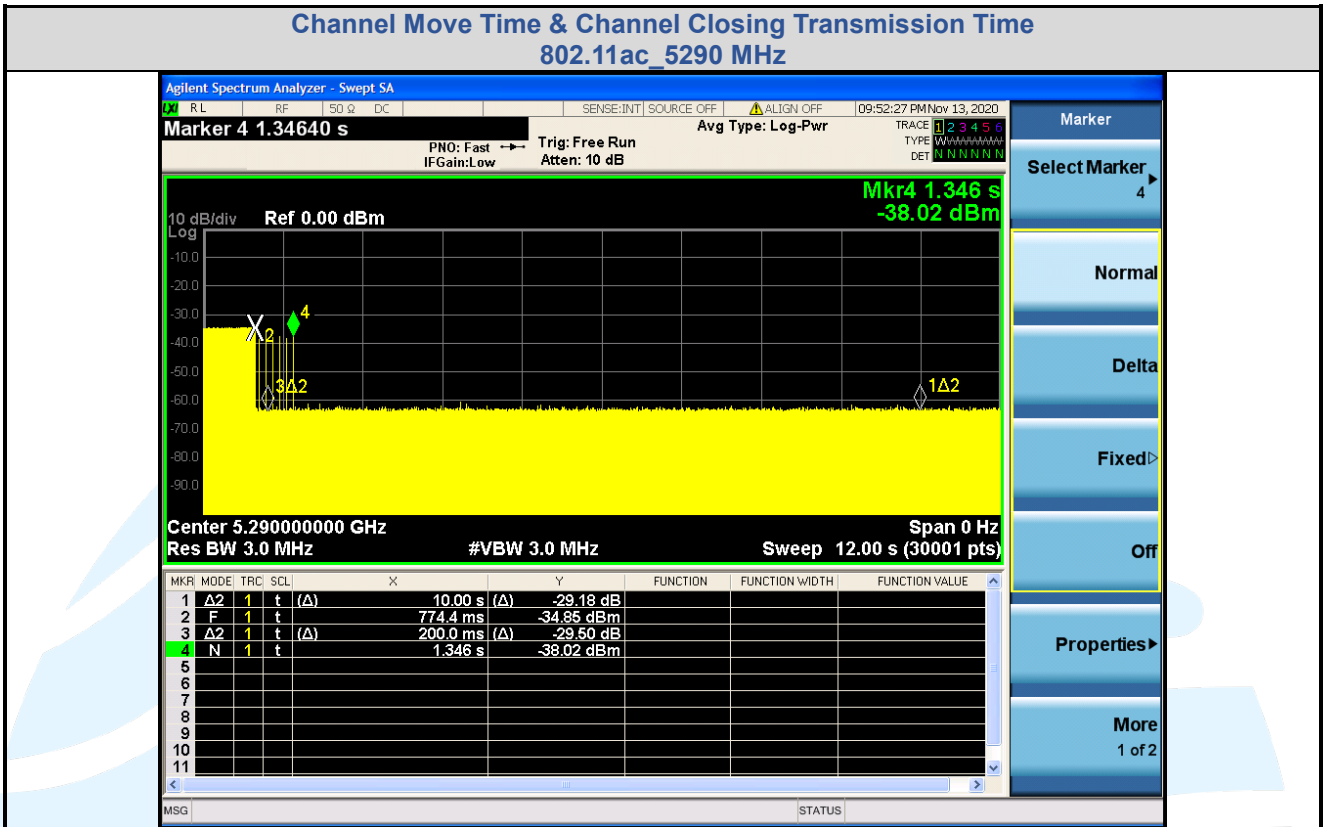 Channel Move Time & Channel Closing Transmission Time
802.11ac_5290 MHz
Agilent Spectrum Analyzer - Swept SA
LXI RL RF 50 Ω DC SENSE:INT SOURCE OFF ⚠ALIGN OFF 09:52:27 PM Nov 13, 2020
Marker 4 1.34640 s
PNO: Fast
IFGain:Low
Trig: Free Run
Atten: 10 dB
Avg Type: Log-Pwr
TRACE 1 2 3 4 5 6
TYPE WWWWWW
DET N N N N N N
Mkr4 1.346 s
-38.02 dBm
10 dB/div Ref 0.00 dBm
Log
-10.0
-20.0
-30.0
-40.0
-50.0
-60.0
-70.0
-80.0
-90.0
4
2
3Δ2
1Δ2
Center 5.290000000 GHz Span 0 Hz
Res BW 3.0 MHz #VBW 3.0 MHz Sweep 12.00 s (30001 pts)
MKR MODE TRC SCL X Y FUNCTION FUNCTION WIDTH FUNCTION VALUE
1 Δ2 1 t (Δ) 10.00 s (Δ) -29.18 dB
2 F 1 t 774.4 ms -34.85 dBm
3 Δ2 1 t (Δ) 200.0 ms (Δ) -29.50 dB
4 N 1 t 1.346 s -38.02 dBm
5
6
7
8
9
10
11
MSG STATUS
Marker
Select Marker
4
Normal
Delta
Fixed
Off
Properties
More
1 of 2